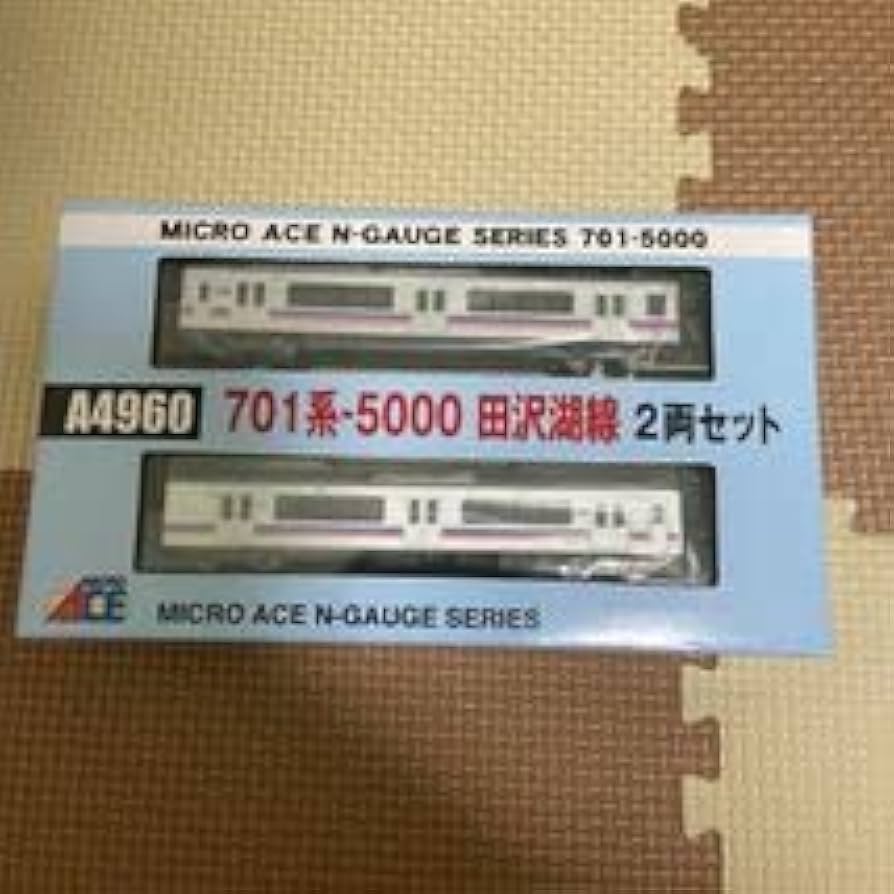 MICRO ACE N-GAUGE SERIES 701-5000
A4960 701系-5000 田沢湖線 2両セット
MICRO ACE MICRO ACE N-GAUGE SERIES